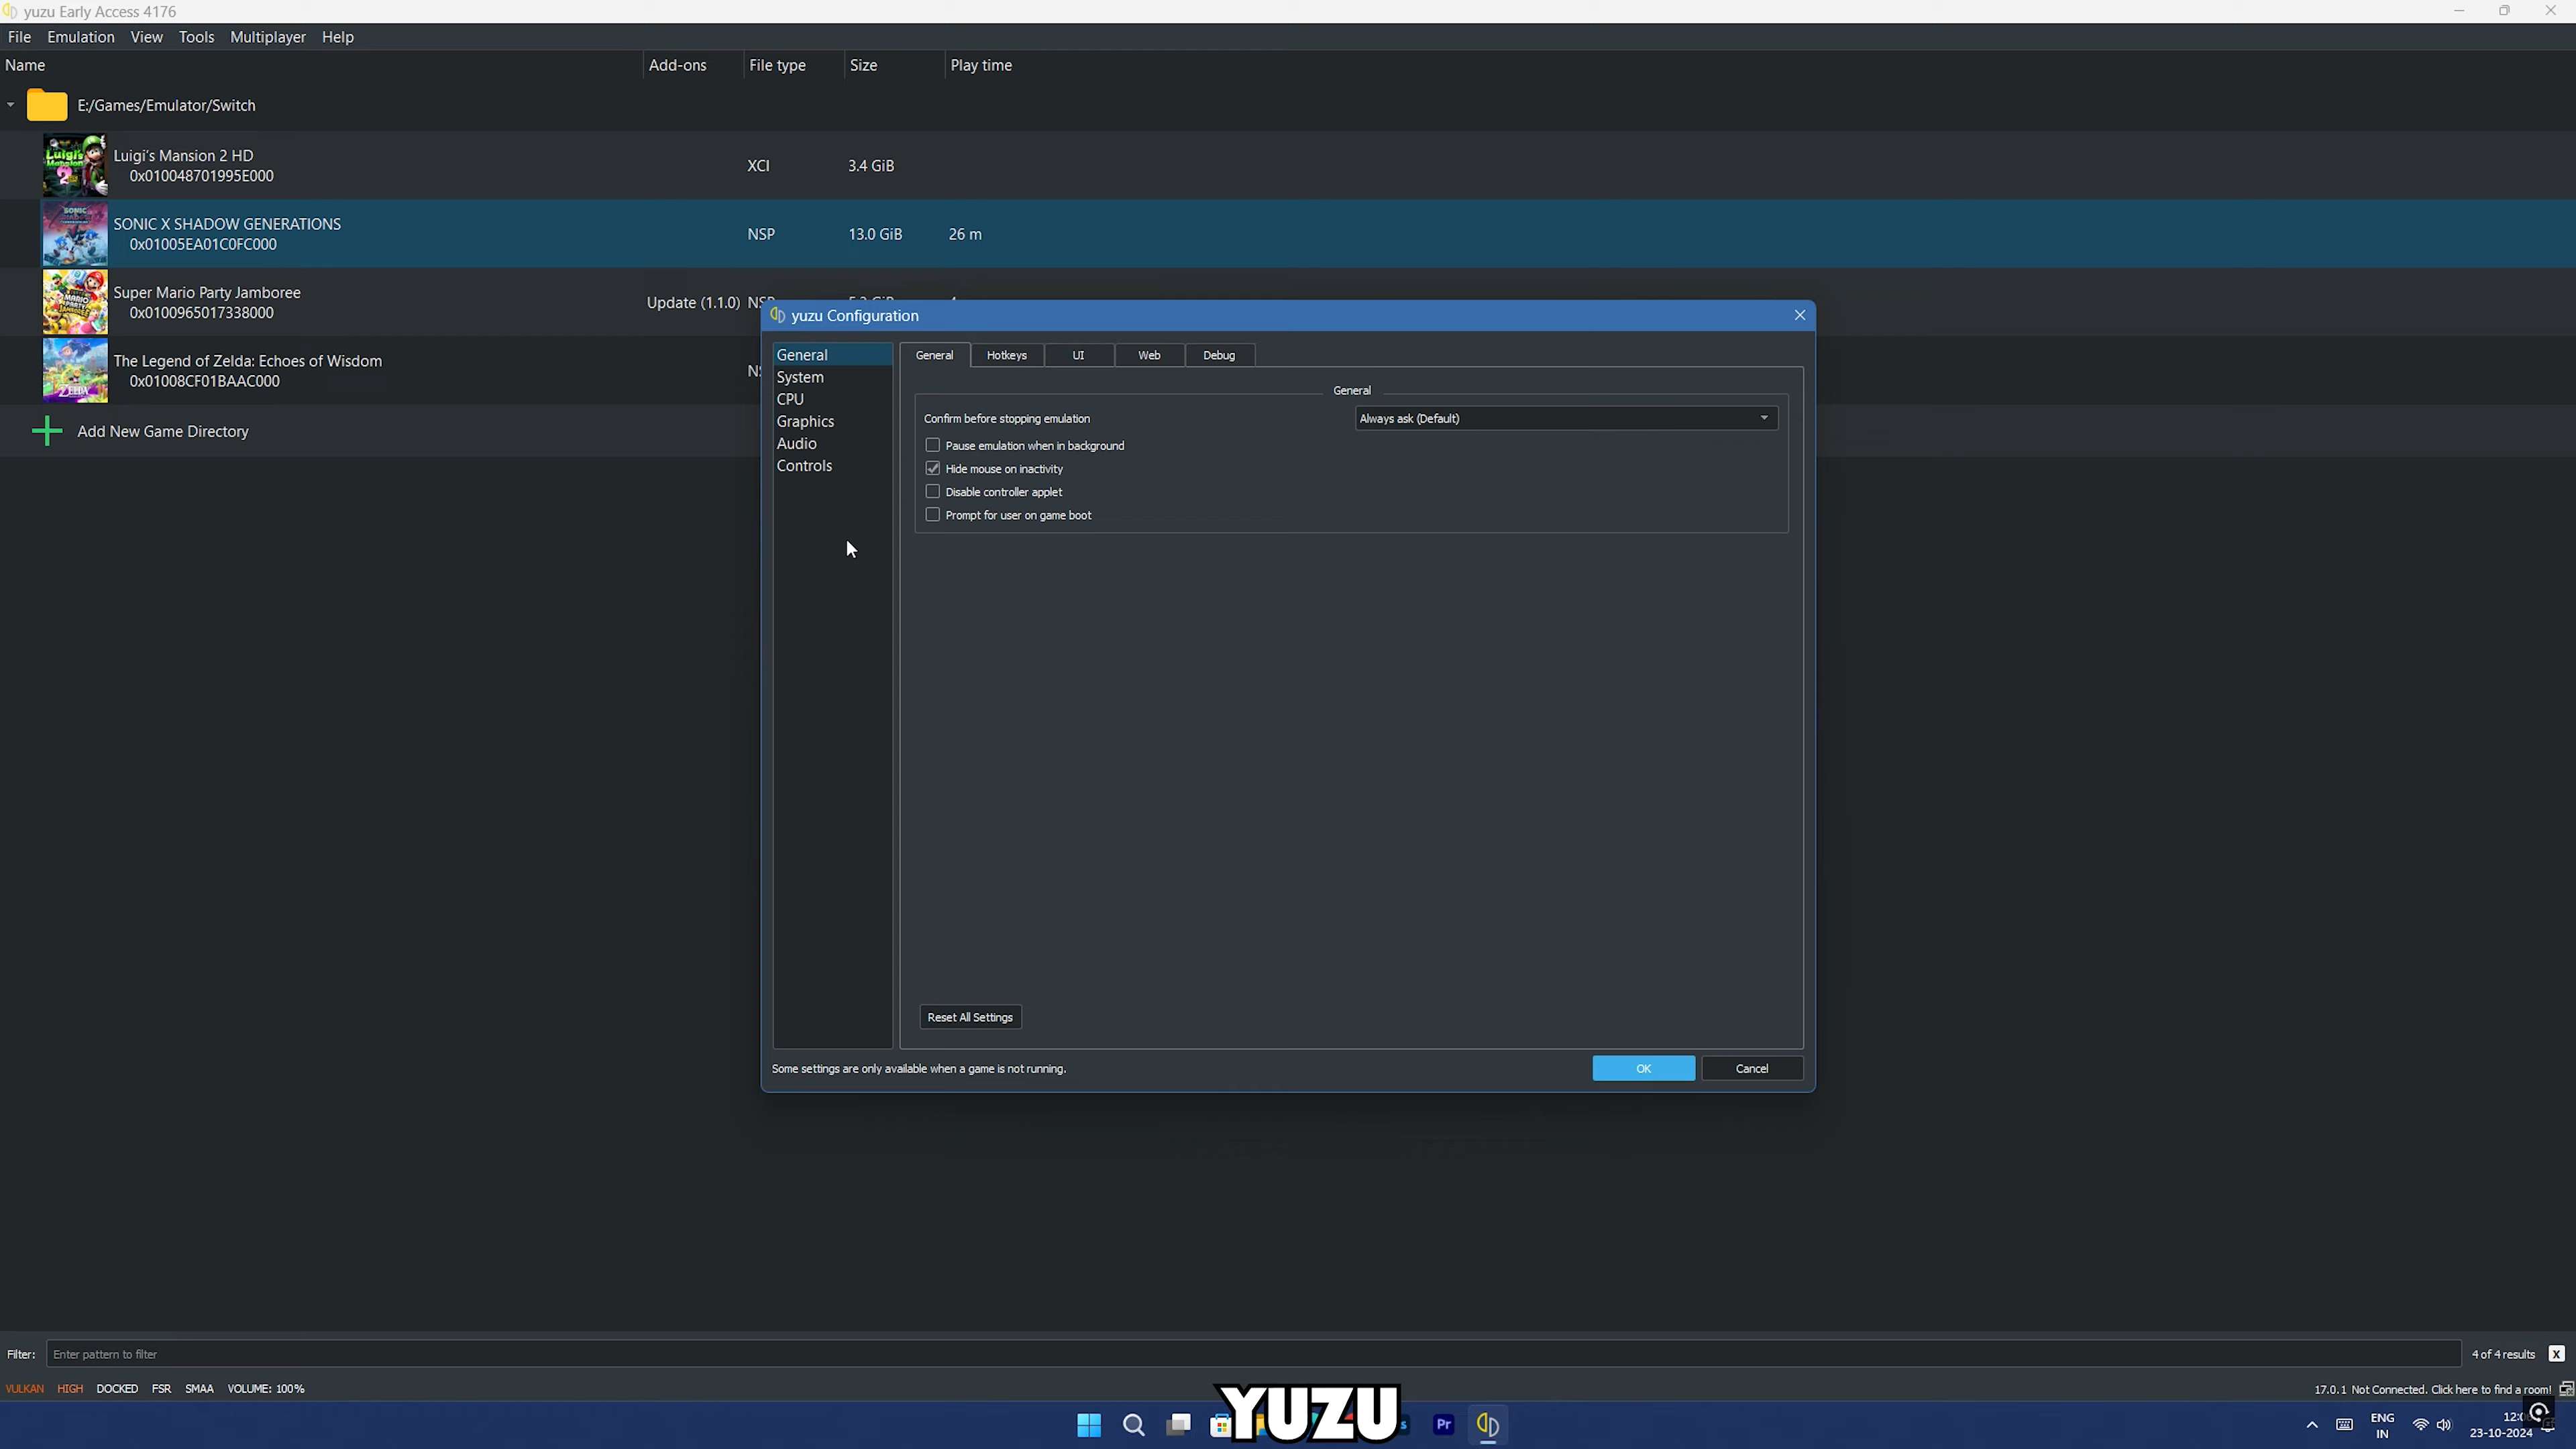 yuzu Early Access 4176
File Emulation View Tools Multiplayer Help
Name Add-ons File type Size Play time
E:/Games/Emulator/Switch
Luigi's Mansion 2 HD
0x010048701995E000
XCI 3.4 GiB
SONIC X SHADOW GENERATIONS
0x01005EA01C0FC000
NSP 13.0 GiB 26 m
Super Mario Party Jamboree
0x0100965017338000
Update (1.1.0)
The Legend of Zelda: Echoes of Wisdom
0x01008CF01BAAC000
Add New Game Directory
yuzu Configuration
General
System
CPU
Graphics
Audio
Controls
General Hotkeys UI Web Debug
General
Confirm before stopping emulation Always ask (Default)
Pause emulation when in background
Hide mouse on inactivity
Disable controller applet
Prompt for user on game boot
Reset All Settings
Some settings are only available when a game is not running.
OK Cancel
Filter: Enter pattern to filter 4 of 4 results X
VULKAN HIGH DOCKED FSR SMAA VOLUME: 100%
17.0.1 Not Connected. Click here to find a room!
YUZU
Pr
ENG
IN
23-10-2024